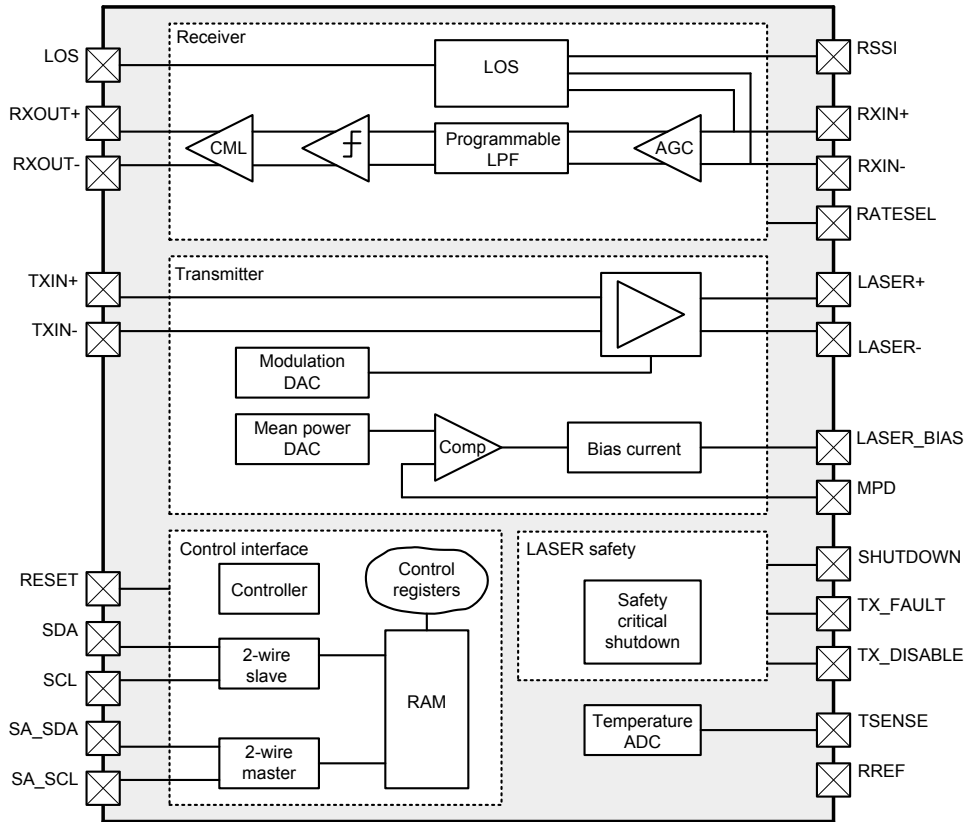 Receiver
LOS
LOS
RSSI
RXOUT+
RXIN+
CML
Programmable
LPF
AGC
RXOUT-
RXIN-
RATESEL
Transmitter
TXIN+
LASER+
TXIN-
LASER-
Modulation
DAC
Mean power
DAC
Comp
Bias current
LASER_BIAS
MPD
Control interface
LASER safety
RESET
Controller
Control
registers
SHUTDOWN
Safety
critical
shutdown
TX_FAULT
SDA
2-wire
slave
TX_DISABLE
SCL
RAM
SA_SDA
2-wire
master
Temperature
ADC
TSENSE
SA_SCL
RREF